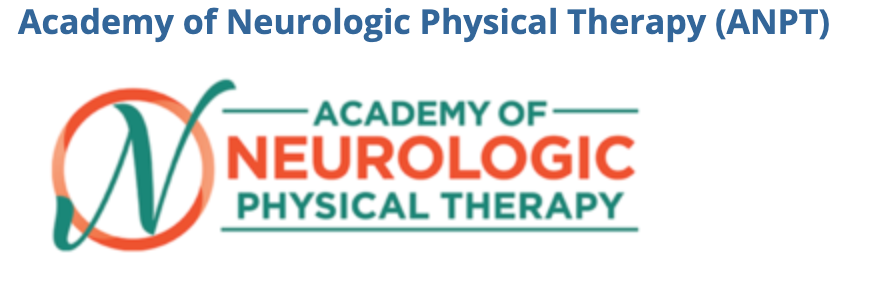 Academy of Neurologic Physical Therapy (ANPT)
N
ACADEMY OF
NEUROLOGIC
PHYSICAL THERAPY